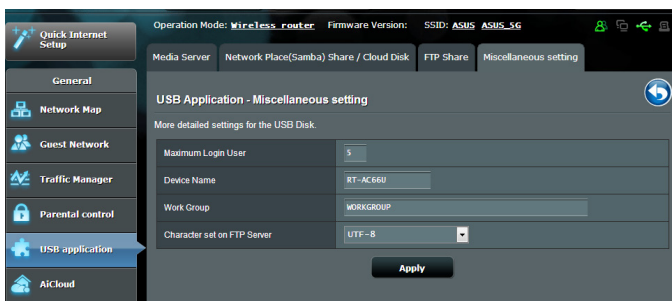 Quick Internet
Setup
Operation Mode: Wireless router Firmware Version: SSID: ASUS ASUS_5G
Media Server Network Place(Samba) Share / Cloud Disk FTP Share Miscellaneous setting
General
Network Map
Guest Network
Traffic Manager
Parental control
USB application
AiCloud
USB Application - Miscellaneous setting
More detailed settings for the USB Disk.
Maximum Login User 5
Device Name RT-AC66U
Work Group WORKGROUP
Character set on FTP Server UTF-8
Apply